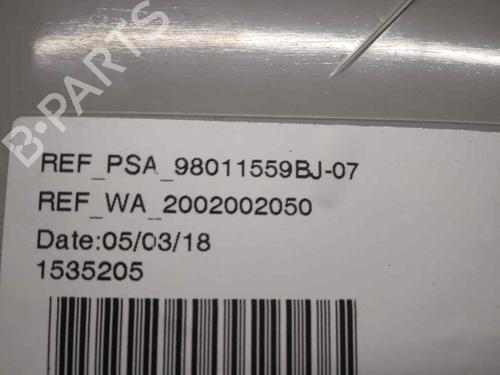 B-PARTS
REF_PSA_98011559BJ-07
REF_WA_2002002050
Date:05/03/18
1535205